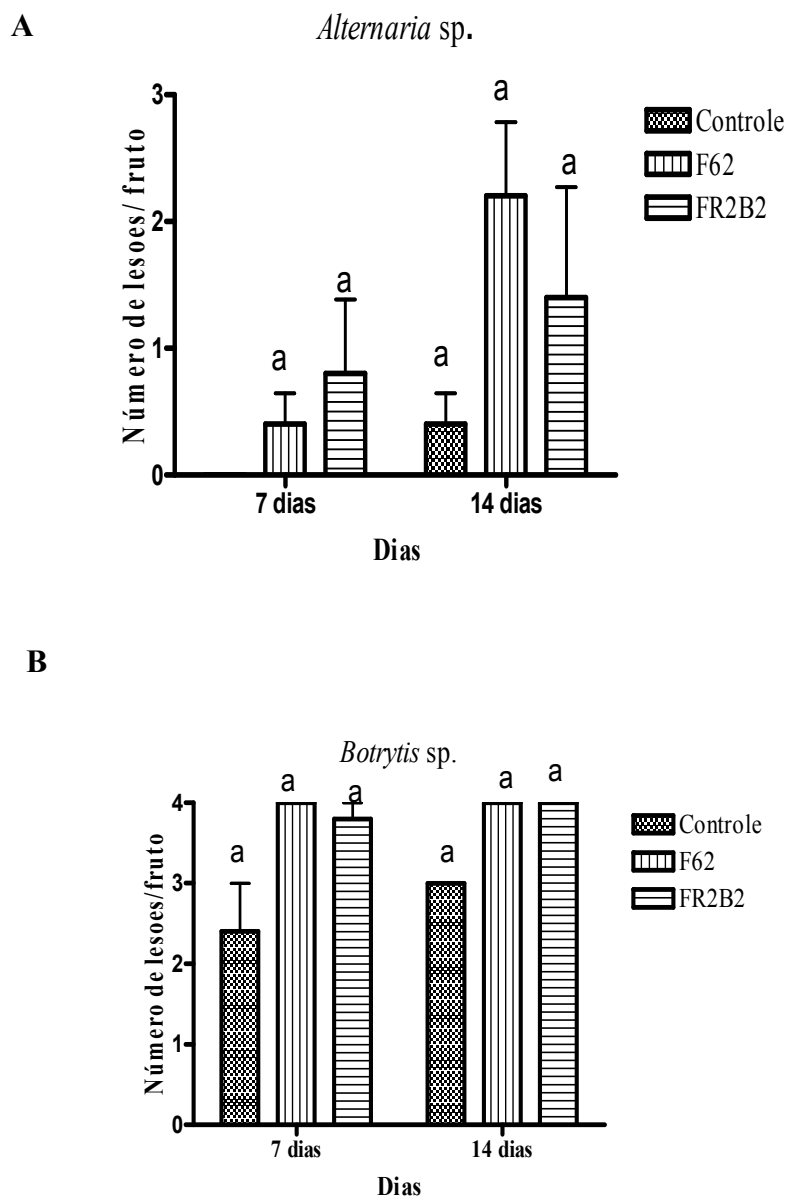 A
Alternaria sp.
Número de lesoes/ fruto
3
2
1
0
a
a
a
a
a
7 dias
14 dias
Dias
Controle
F62
FR2B2
B
Botrytis sp.
Número de lesoes/fruto
4
3
2
1
0
a
a
a
a
a
a
7 dias
14 dias
Dias
Controle
F62
FR2B2